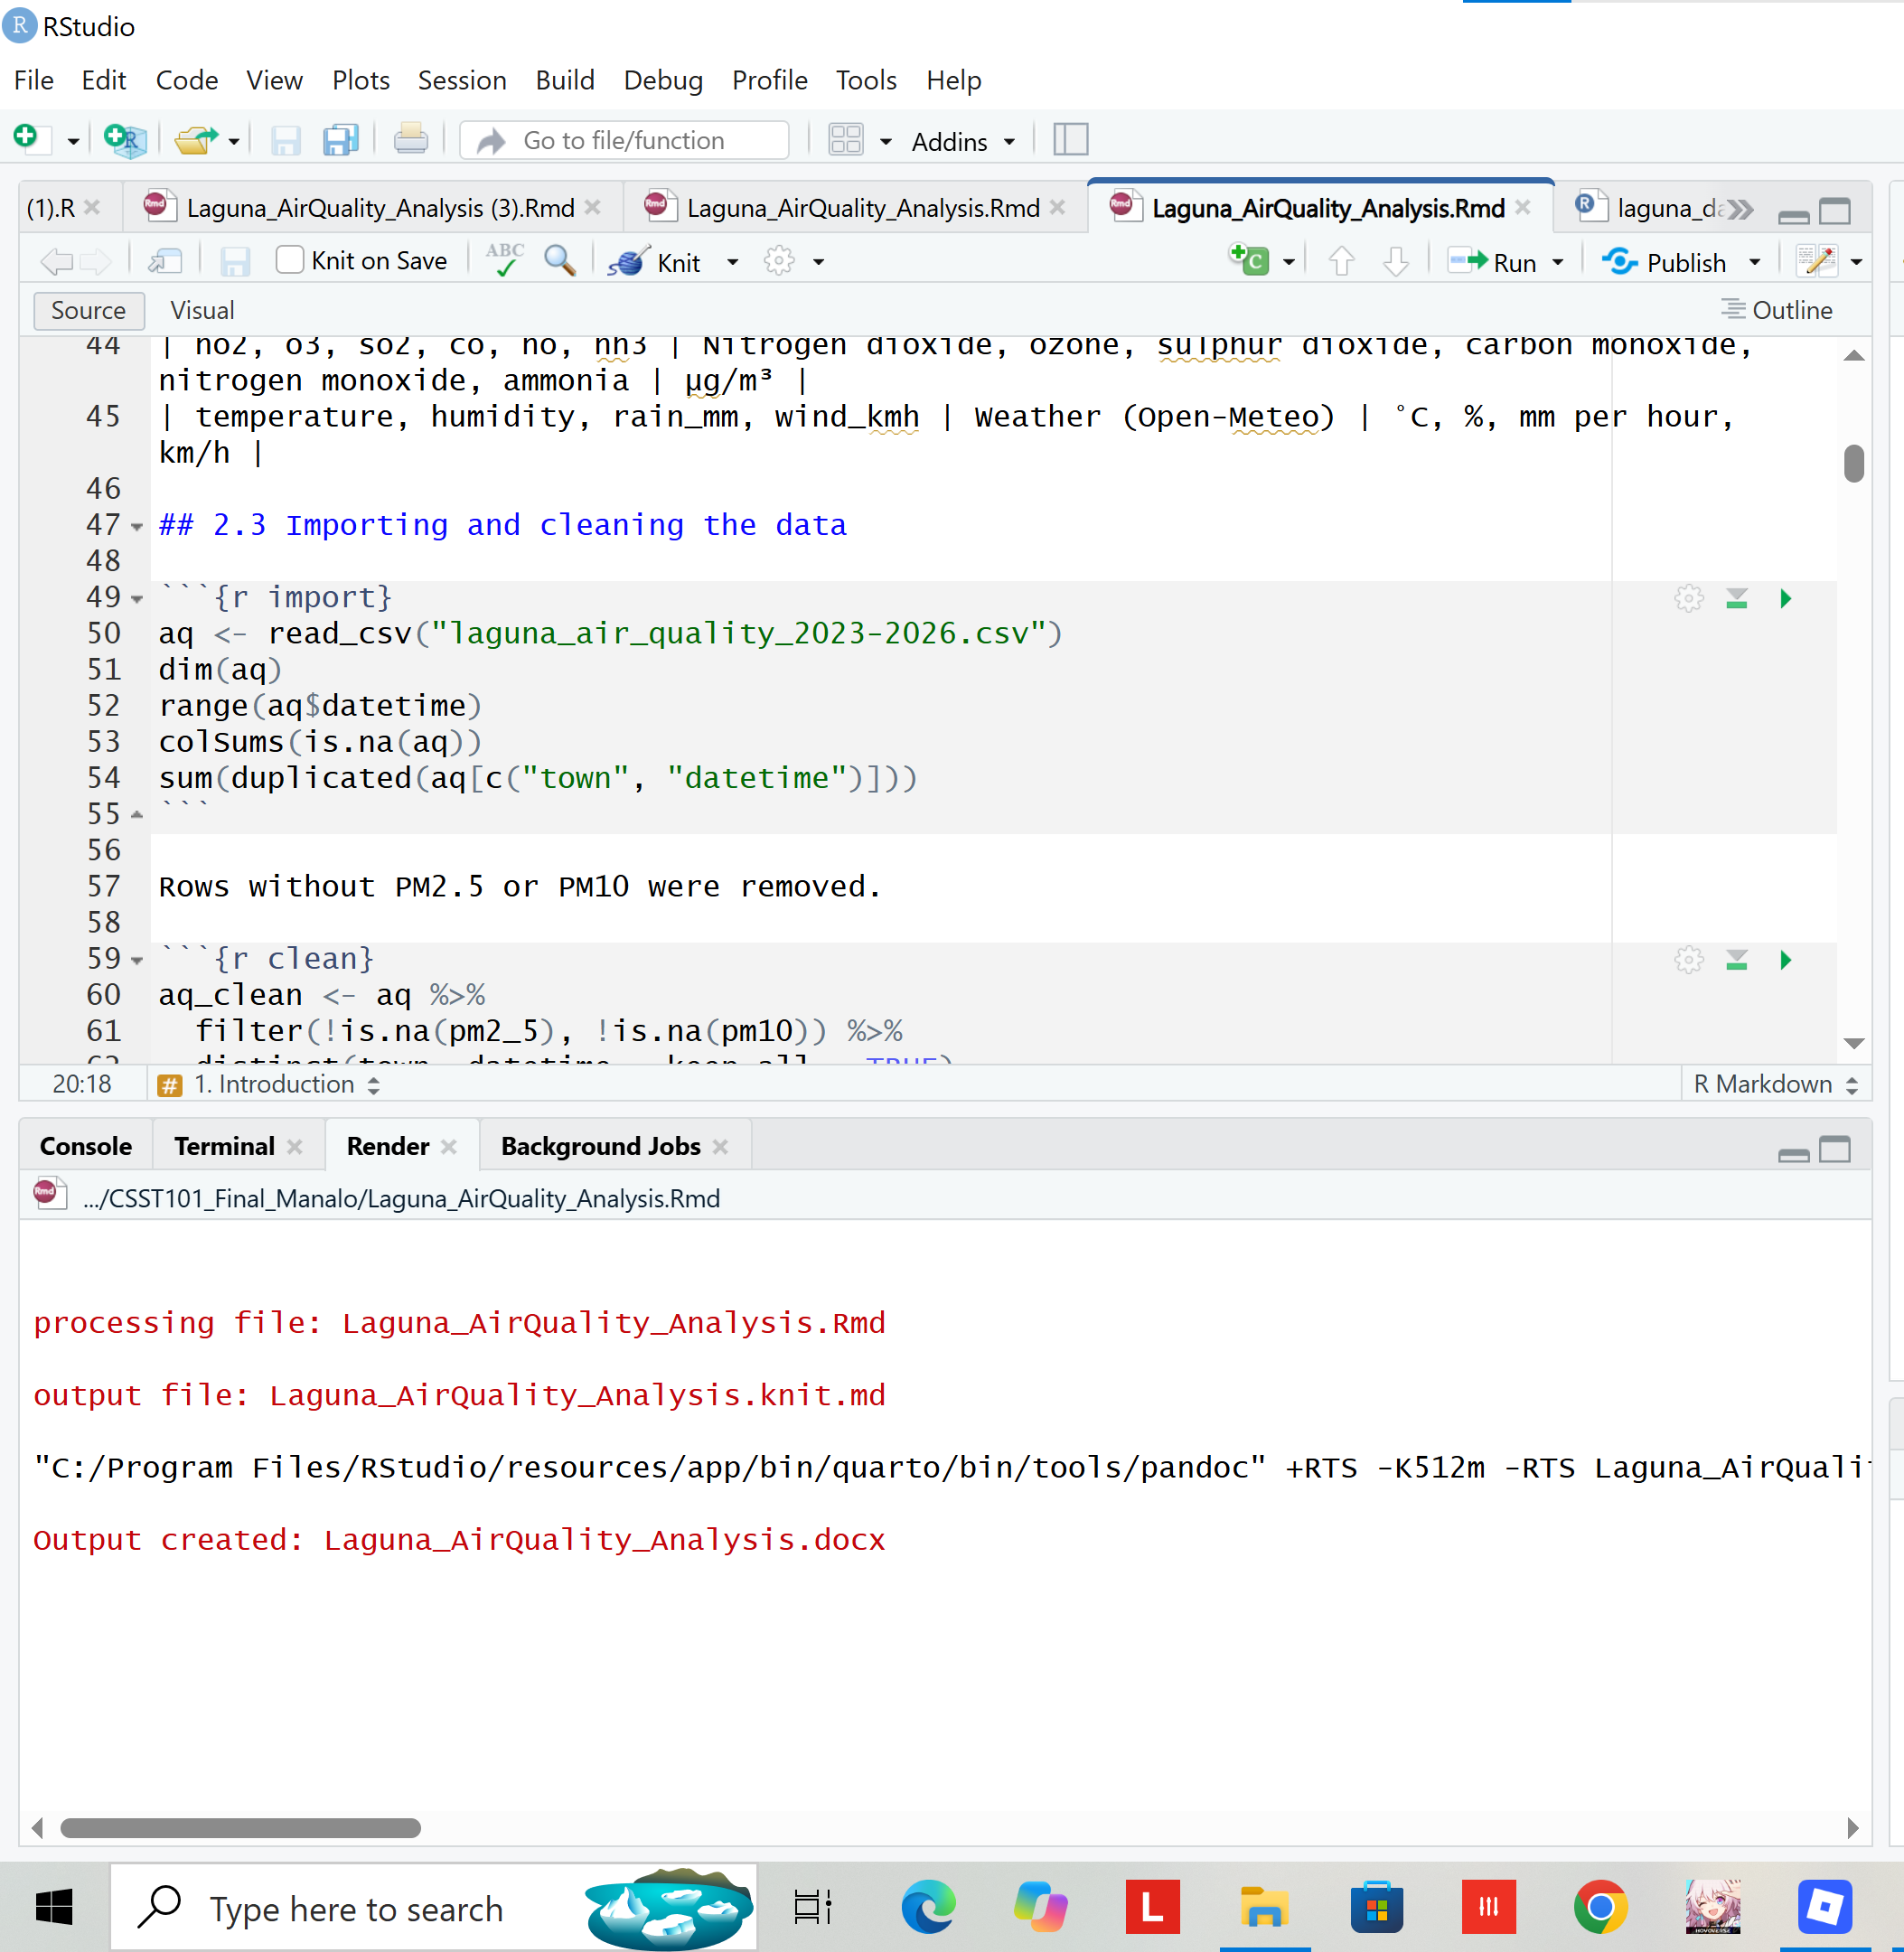 RStudio
File Edit Code View Plots Session Build Debug Profile Tools Help
Go to file/function Addins
(1).R Laguna_AirQuality_Analysis (3).Rmd Laguna_AirQuality_Analysis.Rmd Laguna_AirQuality_Analysis.Rmd laguna_da
Knit on Save ABC Knit Run Publish
Source Visual Outline
44 | no2, o3, so2, co, no, nh3 | Nitrogen dioxide, ozone, sulphur dioxide, carbon monoxide,
nitrogen monoxide, ammonia | µg/m³ |
45 | temperature, humidity, rain_mm, wind_kmh | Weather (Open-Meteo) | °C, %, mm per hour,
km/h |
46
47 ## 2.3 Importing and cleaning the data
48
49 ```{r import}
50 aq <- read_csv("laguna_air_quality_2023-2026.csv")
51 dim(aq)
52 range(aq$datetime)
53 colSums(is.na(aq))
54 sum(duplicated(aq[c("town", "datetime")]))
55 ```
56
57 Rows without PM2.5 or PM10 were removed.
58
59 ```{r clean}
60 aq_clean <- aq %>%
61 filter(!is.na(pm2_5), !is.na(pm10)) %>%
20:18 # 1. Introduction R Markdown
Console Terminal Render Background Jobs
.../CSST101_Final_Manalo/Laguna_AirQuality_Analysis.Rmd
processing file: Laguna_AirQuality_Analysis.Rmd
output file: Laguna_AirQuality_Analysis.knit.md
"C:/Program Files/RStudio/resources/app/bin/quarto/bin/tools/pandoc" +RTS -K512m -RTS Laguna_AirQuali
Output created: Laguna_AirQuality_Analysis.docx
Type here to search